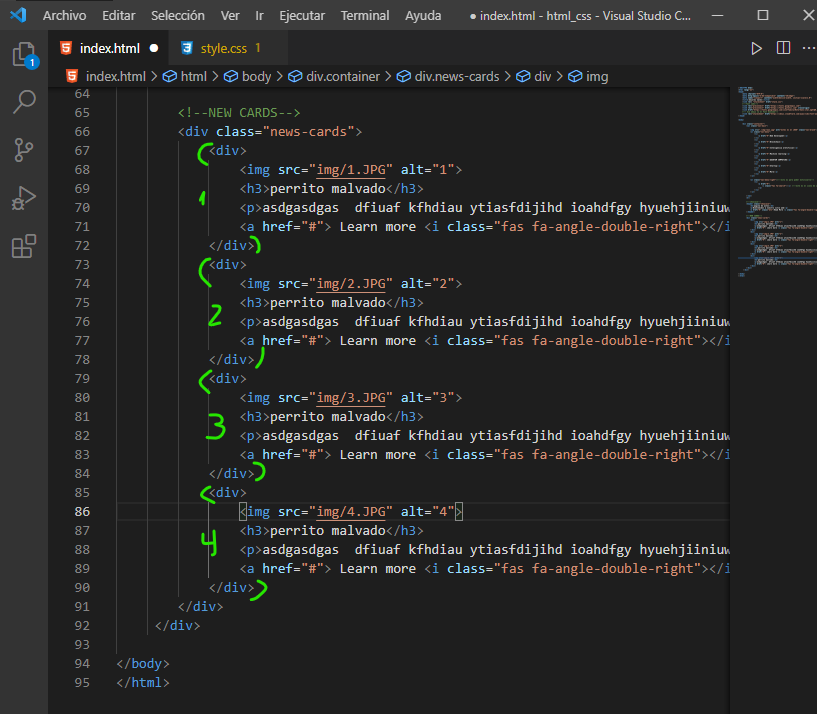 Archivo Editar Selección Ver Ir Ejecutar Terminal Ayuda ● index.html - html_css - Visual Studio C...
index.html ● style.css 1
1
index.html > html > body > div.container > div.news-cards > div > img
64
65 <!--NEW CARDS-->
66 <div class="news-cards">
67 <div>
68 <img src="img/1.JPG" alt="1">
69 <h3>perrito malvado</h3>
1
70 <p>asdgasdgas dfiuaf kfhdiau ytiasfdijihd ioahdfgy hyuehjiiniuw
71 <a href="#"> Learn more <i class="fas fa-angle-double-right"></i
72 </div>
73 <div>
74 <img src="img/2.JPG" alt="2">
75 <h3>perrito malvado</h3>
2
76 <p>asdgasdgas dfiuaf kfhdiau ytiasfdijihd ioahdfgy hyuehjiiniuw
77 <a href="#"> Learn more <i class="fas fa-angle-double-right"></i
78 </div>
79 <div>
80 <img src="img/3.JPG" alt="3">
81 <h3>perrito malvado</h3>
3
82 <p>asdgasdgas dfiuaf kfhdiau ytiasfdijihd ioahdfgy hyuehjiiniuw
83 <a href="#"> Learn more <i class="fas fa-angle-double-right"></i
84 </div>
85 <div>
86 <img src="img/4.JPG" alt="4">
87 <h3>perrito malvado</h3>
4
88 <p>asdgasdgas dfiuaf kfhdiau ytiasfdijihd ioahdfgy hyuehjiiniuw
89 <a href="#"> Learn more <i class="fas fa-angle-double-right"></i
90 </div>
91 </div>
92 </div>
93
94 </body>
95 </html>